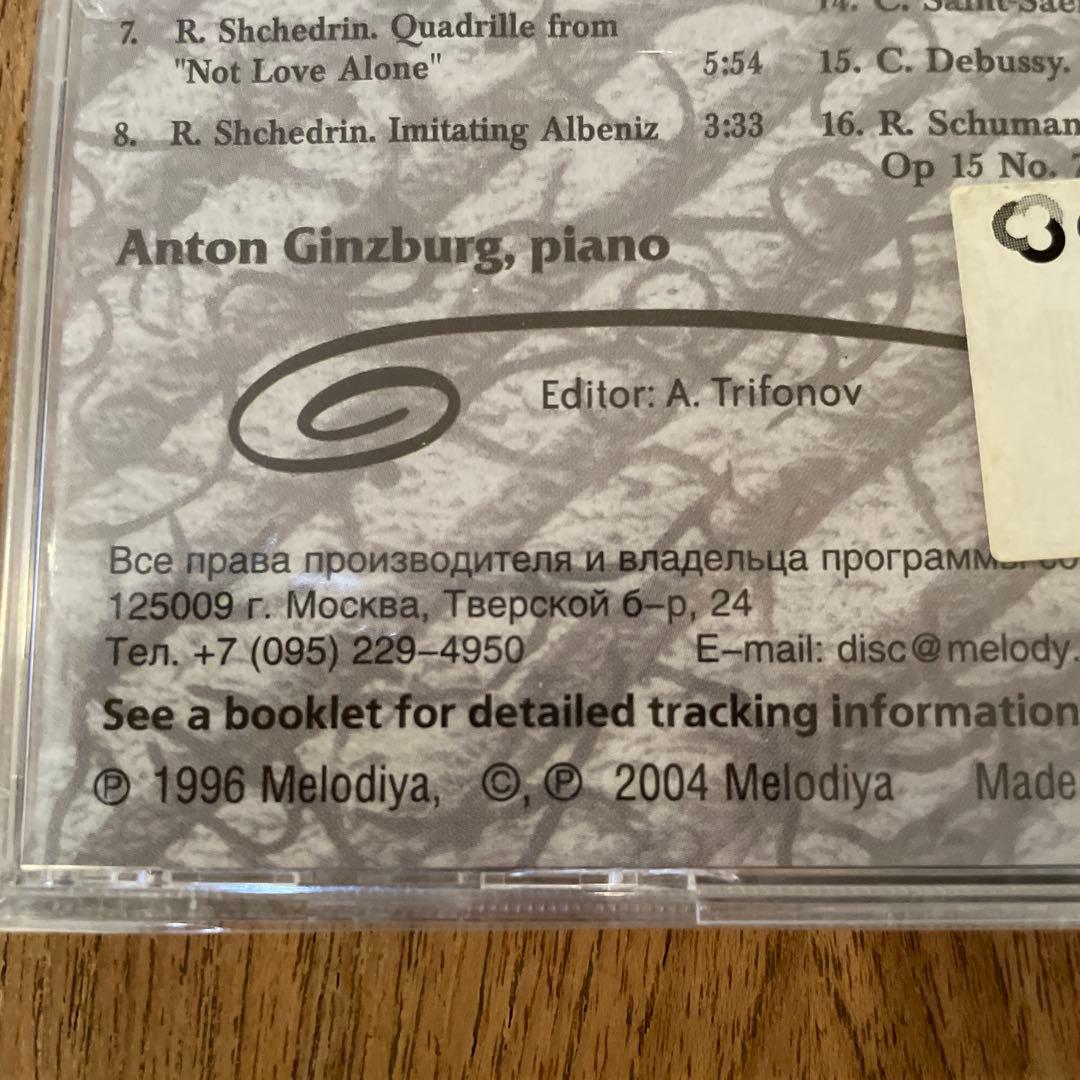 7. R. Shchedrin. Quadrille from
"Not Love Alone" 5:54
8. R. Shchedrin. Imitating Albeniz 3:33
14. C.
15. C. Debussy.
16. R. Schuman
Op 15 No. 7
Anton Ginzburg, piano
Editor: A. Trifonov
Все права производителя и владельца
125009 г. Москва, Тверской б–р, 24
Тел. +7 (095) 229–4950 E–mail: disc@melody.
See a booklet for detailed tracking information
℗ 1996 Melodiya, ©, ℗ 2004 Melodiya Made